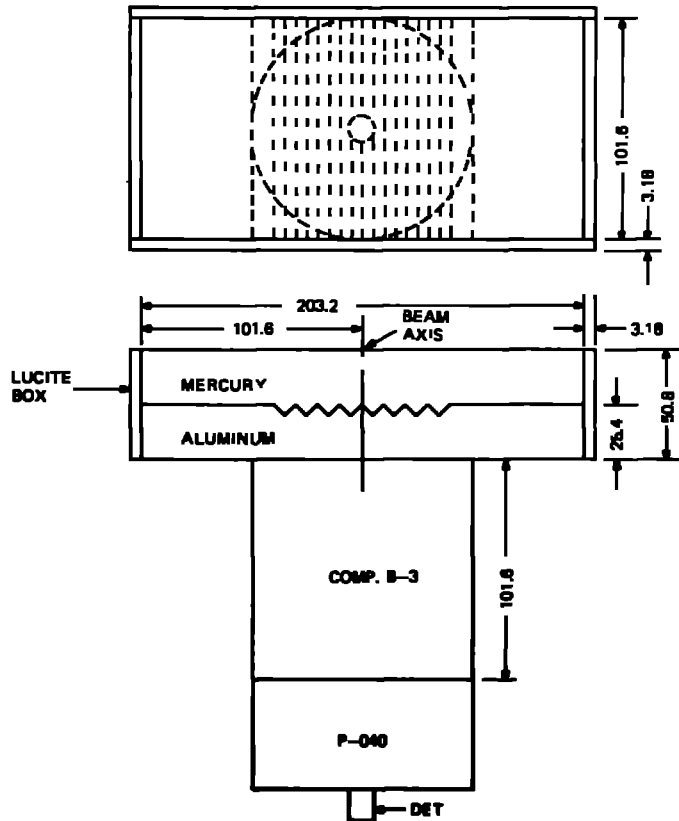 101.6
3.18
203.2
101.6
BEAM
AXIS
3.18
LUCITE
BOX
MERCURY
ALUMINUM
50.8
25.4
COMP. B-3
101.6
P-040
DET